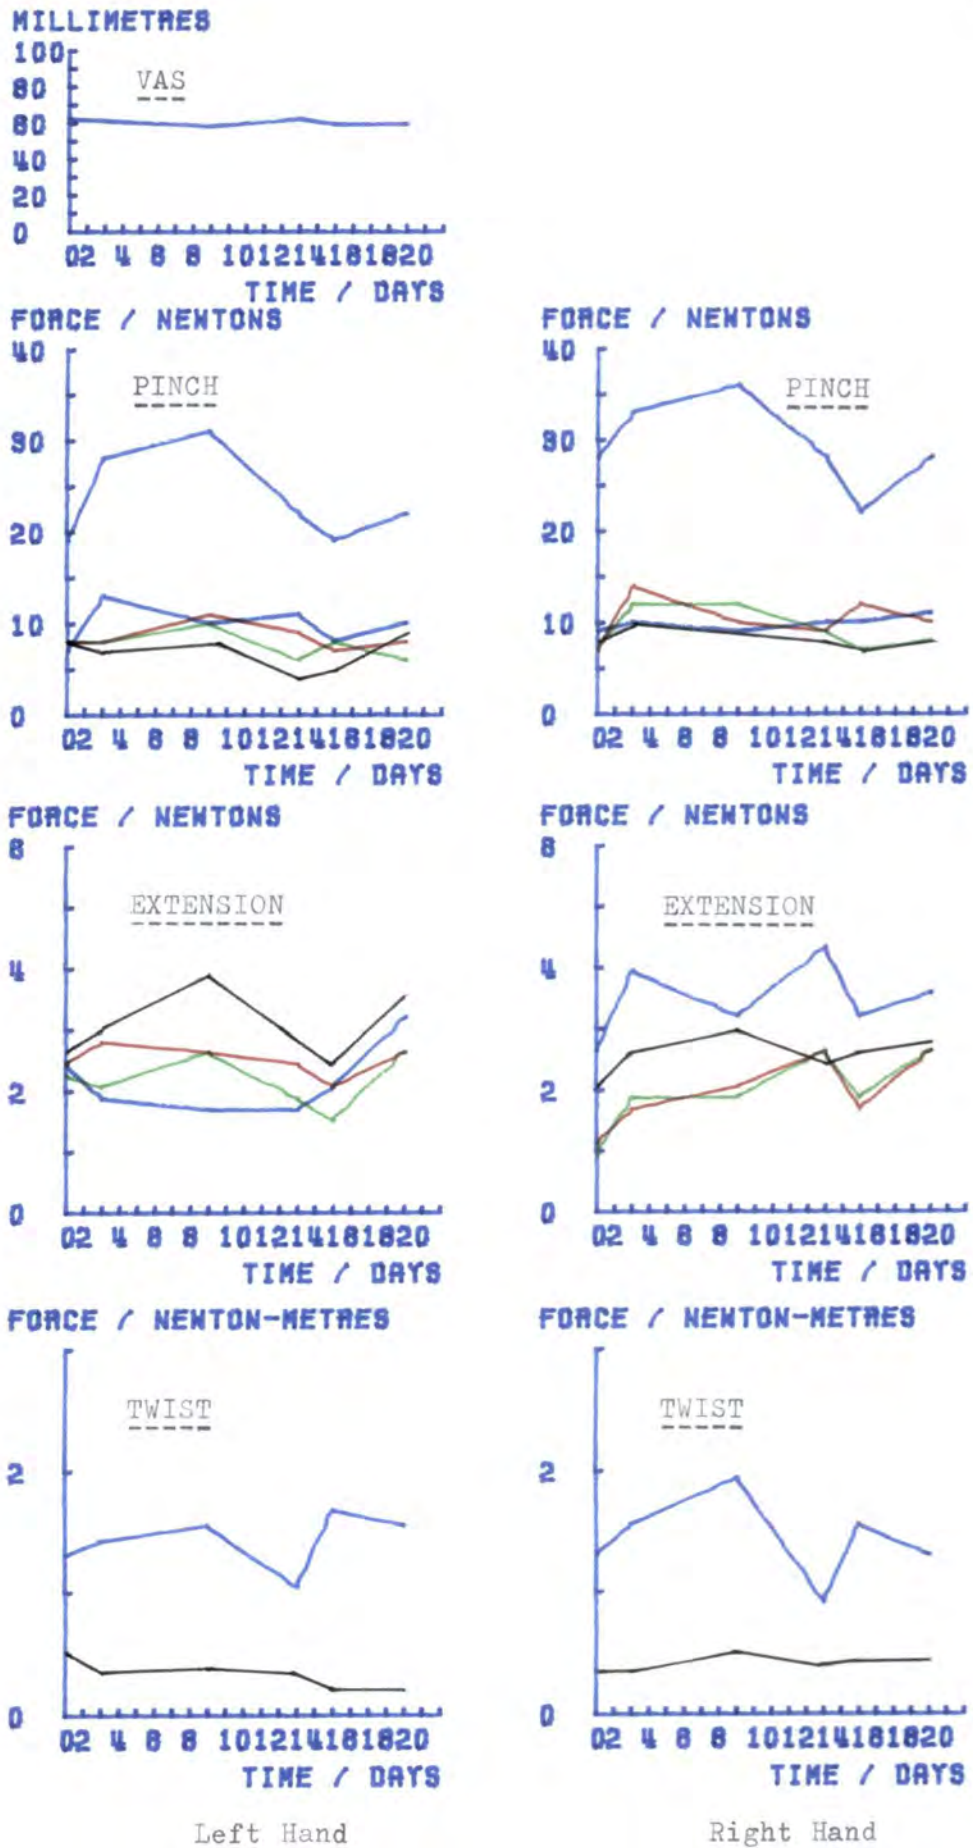 MILLIMETRES
100
VAS
80
60
40
20
0
02 4 6 8 101214161820
TIME / DAYS
FORCE / NEWTONS
40
PINCH
30
20
10
0
02 4 6 8 101214161820
TIME / DAYS
FORCE / NEWTONS
40
PINCH
30
20
10
0
02 4 6 8 101214161820
TIME / DAYS
FORCE / NEWTONS
6
EXTENSION
4
2
0
02 4 6 8 101214161820
TIME / DAYS
FORCE / NEWTONS
6
EXTENSION
4
2
0
02 4 6 8 101214161820
TIME / DAYS
FORCE / NEWTON-METRES
TWIST
2
0
02 4 6 8 101214161820
TIME / DAYS
Left Hand
FORCE / NEWTON-METRES
TWIST
2
0
02 4 6 8 101214161820
TIME / DAYS
Right Hand